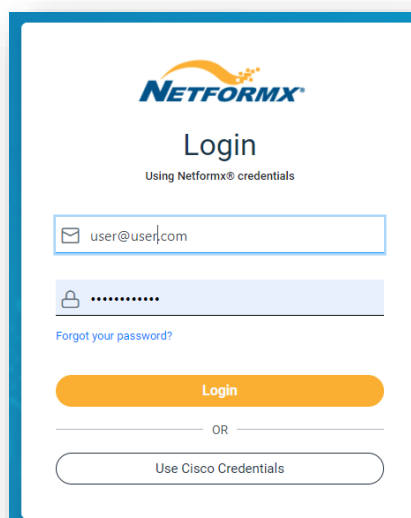 NETFORMX®
Login
Using Netformx® credentials
user@user.com
••••••••••••
Forgot your password?
Login
OR
Use Cisco Credentials